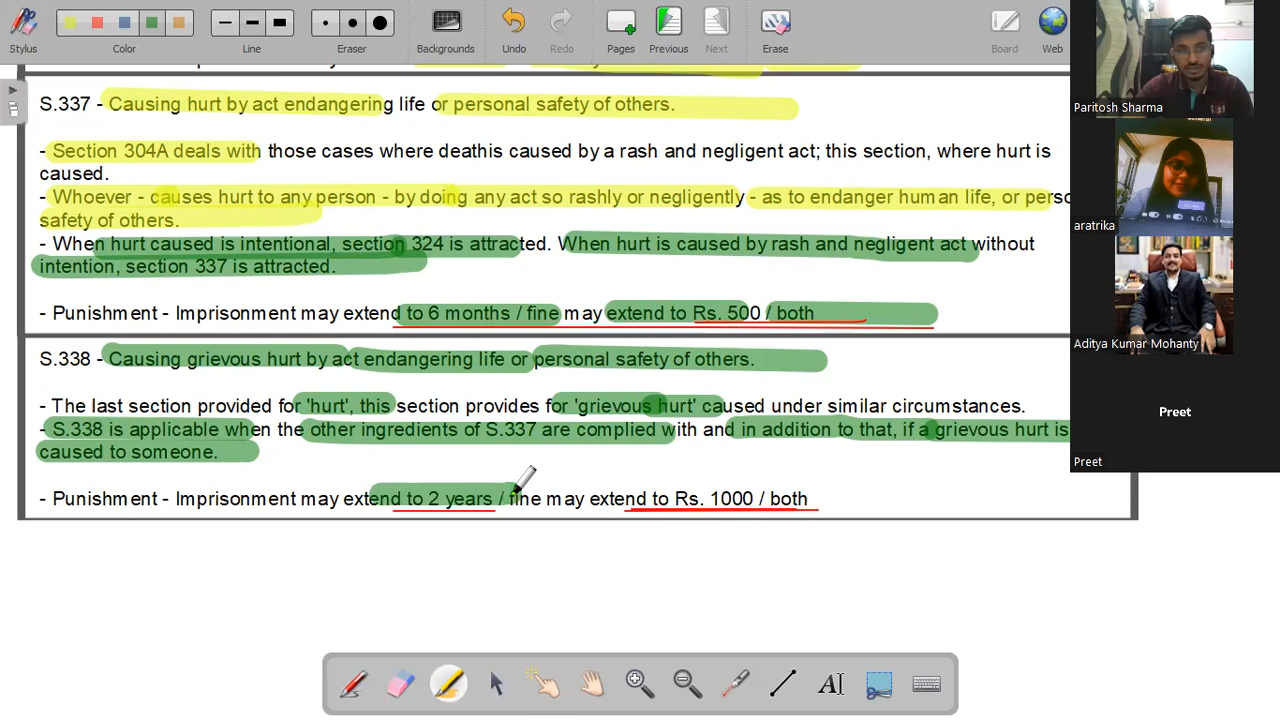 Stylus
Color
Line
Eraser
Backgrounds
Undo
Redo
Pages
Previous
Next
Erase
Board
Web
S.337 - Causing hurt by act endangering life or personal safety of others.
- Section 304A deals with those cases where deathis caused by a rash and negligent act; this section, where hurt is
caused.
- Whoever - causes hurt to any person - by doing any act so rashly or negligently - as to endanger human life, or perso
safety of others.
- When hurt caused is intentional, section 324 is attracted. When hurt is caused by rash and negligent act without
intention, section 337 is attracted.
- Punishment - Imprisonment may extend to 6 months / fine may extend to Rs. 500 / both
S.338 - Causing grievous hurt by act endangering life or personal safety of others.
- The last section provided for 'hurt', this section provides for 'grievous hurt' caused under similar circumstances.
- S.338 is applicable when the other ingredients of S.337 are complied with and in addition to that, if a grievous hurt is
caused to someone.
- Punishment - Imprisonment may extend to 2 years / fine may extend to Rs. 1000 / both
Paritosh Sharma
aratrika
Aditya Kumar Mohanty
Preet
Preet